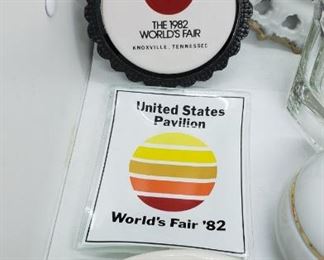 THE 1982
WORLD'S FAIR
KNOXVILLE, TENNESSEE
United States
Pavilion
World's Fair '82